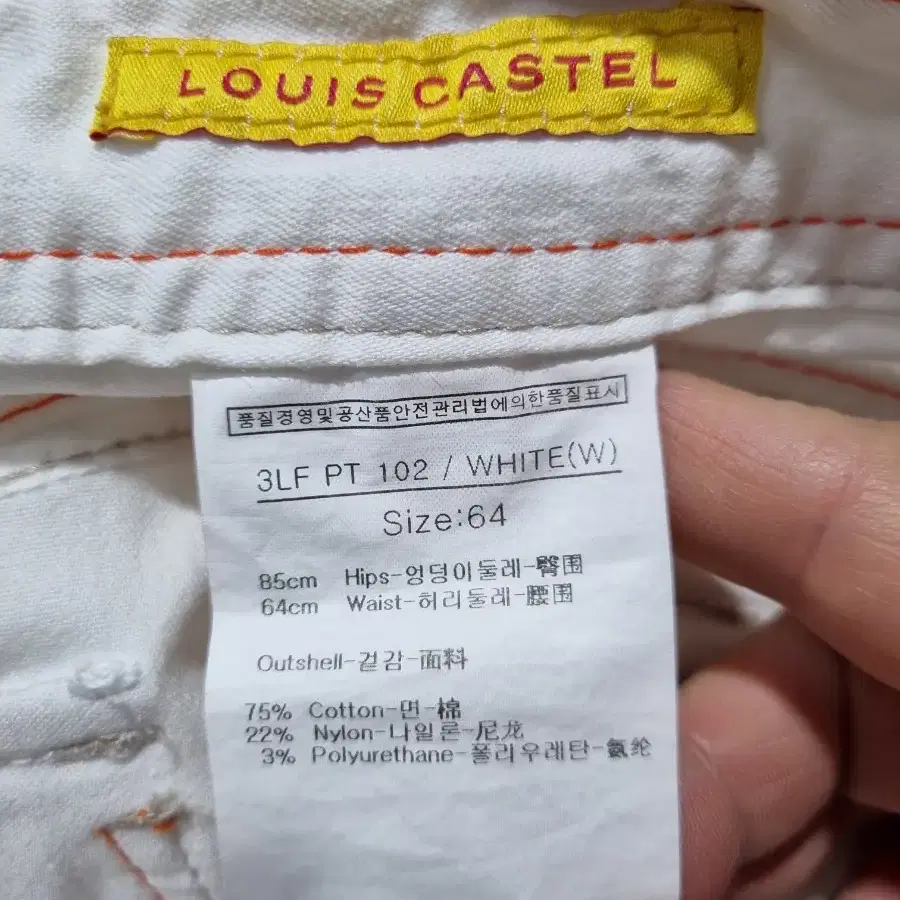 LOUIS CASTEL
품질경영및공산품안전관리법에의한품질표시
3LF PT 102 / WHITE(W)
Size:64
85cm Hips-엉덩이둘레-臀围
64cm Waist-허리둘레-腰围
Outshell-겉감-面料
75% Cotton-면-棉
22% Nylon-나일론-尼龙
3% Polyurethane-폴리우레탄-氨纶